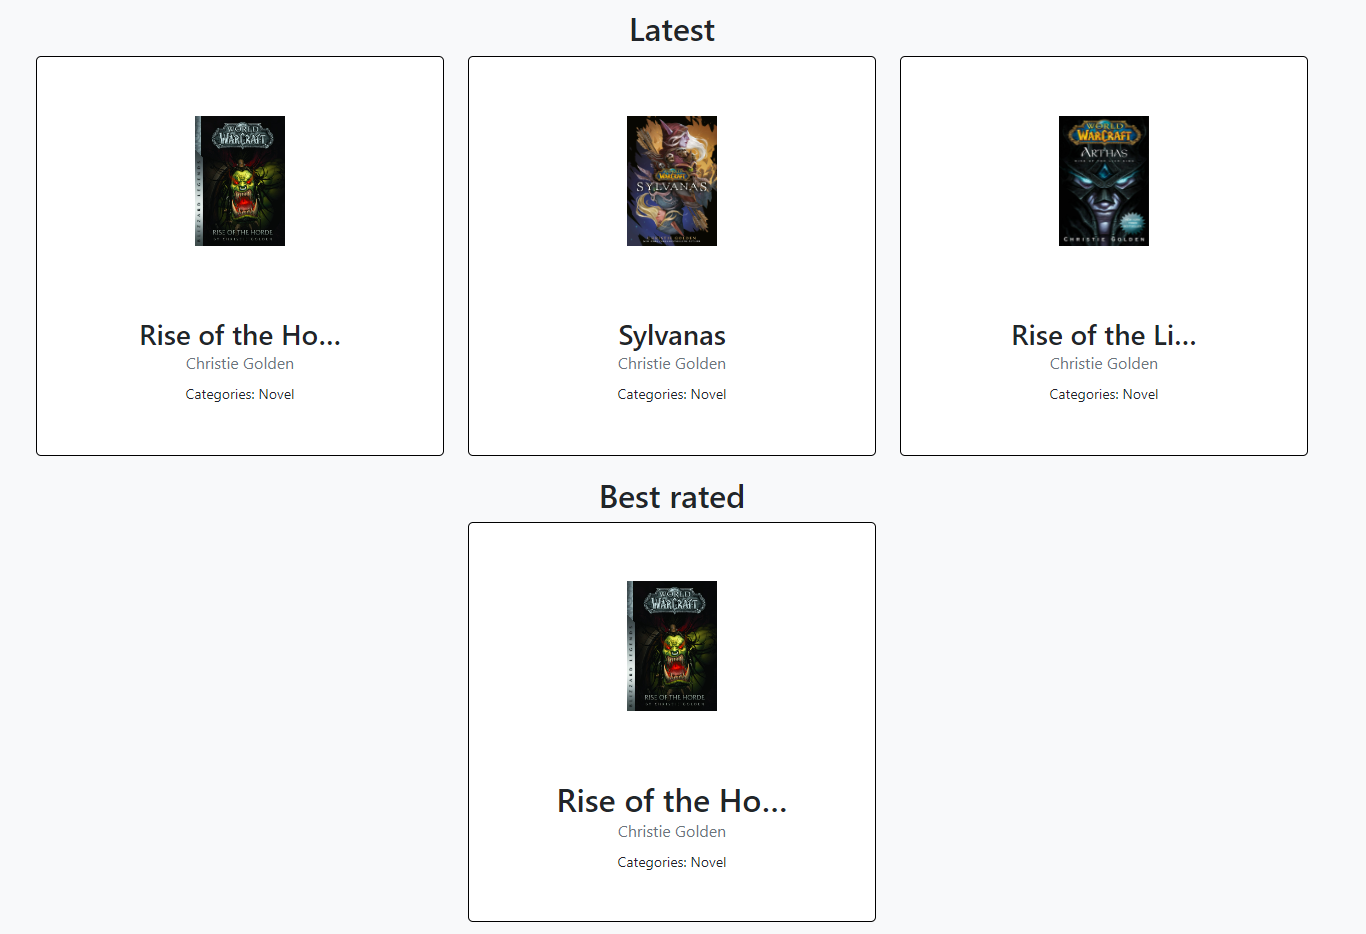 Latest
WORLD
WARCRAFT
RISE OF THE HORDE
WARCRAFT
SYLVANAS
WORLD
WARCRAFT
ARTHAS
CHRISTIE GOLDEN
Rise of the Ho...
Christie Golden
Categories: Novel
Sylvanas
Christie Golden
Categories: Novel
Rise of the Li...
Christie Golden
Categories: Novel
Best rated
WORLD
WARCRAFT
RISE OF THE HORDE
Rise of the Ho...
Christie Golden
Categories: Novel